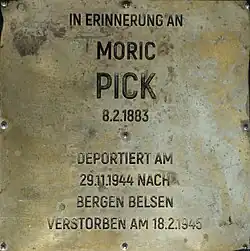 IN ERINNERUNG AN
MORIC
PICK
8.2.1883
DEPORTIERT AM
29.11.1944 NACH
BERGEN BELSEN
VERSTORBEN AM 18.2.1945